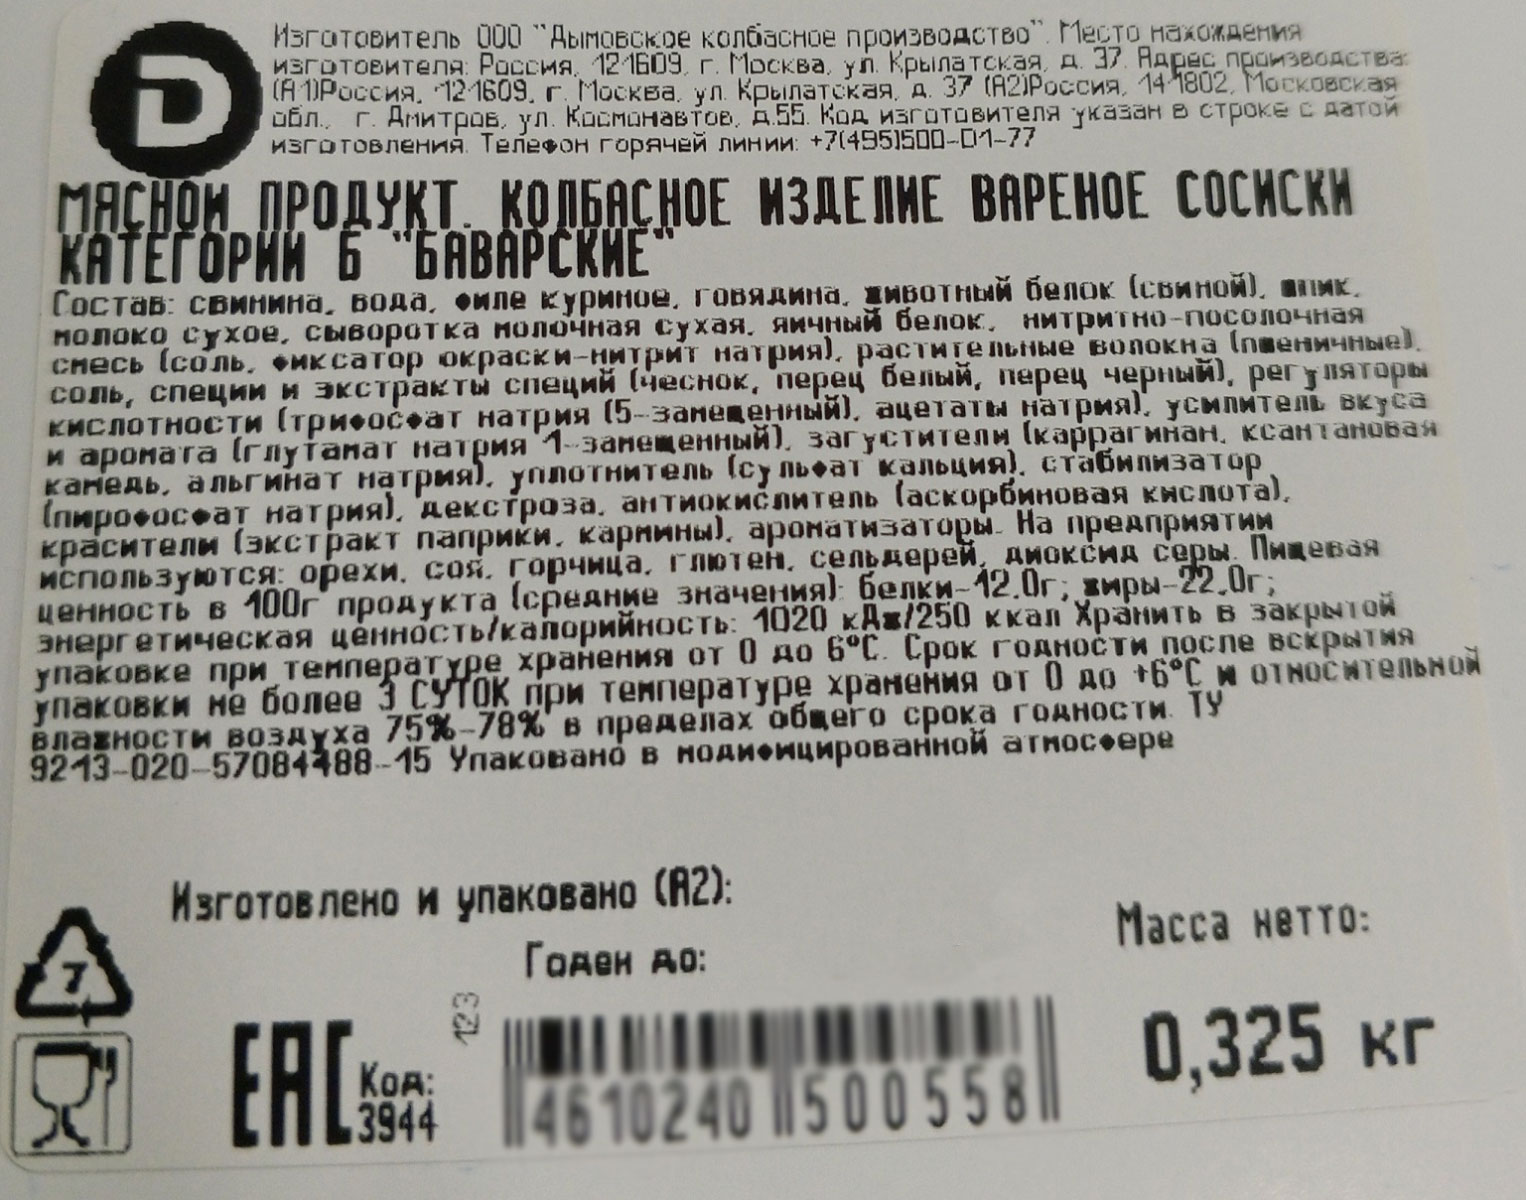 D
Изготовитель ООО "Дымовское колбасное производство". Место нахождения
изготовителя: Россия, 121609, г. Москва, ул. Крылатская, д. 37. Адрес производства:
(А1)Россия, 121609, г. Москва, ул. Крылатская, д. 37 (А2)Россия, 141802, Московская
обл., г. Дмитров, ул. Космонавтов, д.55. Код изготовителя указан в строке с датой
изготовления. Телефон горячей линии: +7(495)500-01-77
МЯСНОЙ ПРОДУКТ. КОЛБАСНОЕ ИЗДЕЛИЕ ВАРЕНОЕ СОСИСКИ
КАТЕГОРИИ Б "БАВАРСКИЕ"
Состав: свинина, вода, филе куриное, говядина, животный белок (свиной), шпик,
молоко сухое, сыворотка молочная сухая, яичный белок, нитритно-посолочная
смесь (соль, фиксатор окраски-нитрит натрия), растительные волокна (пшеничные),
соль, специи и экстракты специй (чеснок, перец белый, перец черный), регуляторы
кислотности (трифосфат натрия (5-замещенный), ацетаты натрия), усилитель вкуса
и аромата (глутамат натрия 1-замещенный), загустители (каррагинан, ксантановая
камедь, альгинат натрия), уплотнитель (сульфат кальция), стабилизатор
(пирофосфат натрия), декстроза, антиокислитель (аскорбиновая кислота),
красители (экстракт паприки, кармины), ароматизаторы. На предприятии
используются: орехи, соя, горчица, глютен, сельдерей, диоксид серы. Пищевая
ценность в 100г продукта (средние значения): белки-12.0г; жиры-22.0г;
энергетическая ценность/калорийность: 1020 кДж/250 ккал Хранить в закрытой
упаковке при температуре хранения от 0 до 6°С. Срок годности после вскрытия
упаковки не более 3 СУТОК при температуре хранения от 0 до +6°С и относительной
влажности воздуха 75%-78% в пределах общего срока годности. ТУ
9213-020-57084488-15 Упаковано в модифицированной атмосфере
Изготовлено и упаковано (А2):
Годен до:
Масса нетто:
0,325 кг
7
ЕАС
Код:
3944
123
4610240 500558